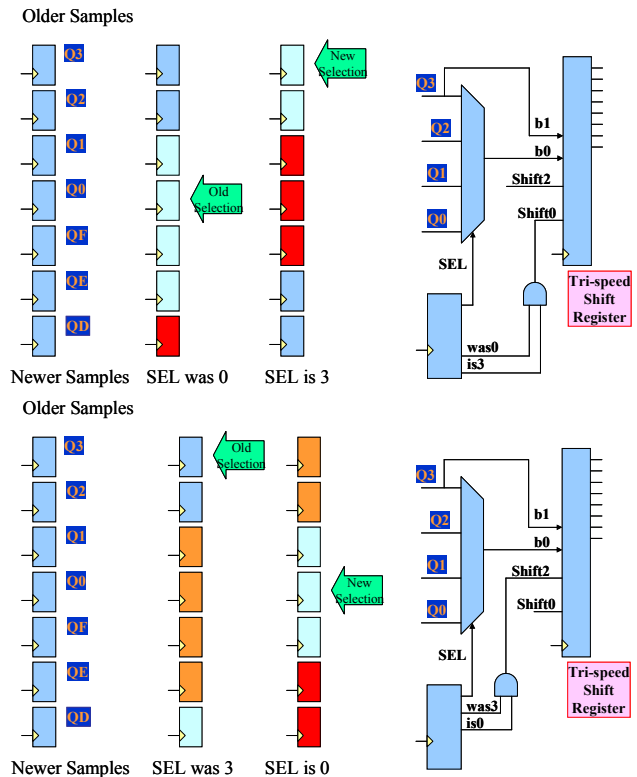 Older Samples
Q3
Q2
Q1
Q0
QF
QE
QD
New
Selection
Old
Selection
Newer Samples
SEL was 0
SEL is 3
Q3
Q2
Q1
Q0
b1
b0
Shift2
Shift0
SEL
was0
is3
Tri-speed
Shift
Register
Older Samples
Q3
Q2
Q1
Q0
QF
QE
QD
Old
Selection
New
Selection
Newer Samples
SEL was 3
SEL is 0
Q3
Q2
Q1
Q0
b1
b0
Shift2
Shift0
SEL
was3
is0
Tri-speed
Shift
Register